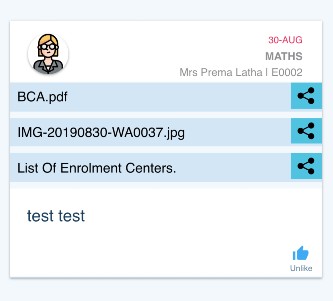 30-AUG
MATHS
Mrs Prema Latha | E0002
BCA.pdf
IMG-20190830-WA0037.jpg
List Of Enrolment Centers.
test test
Unlike